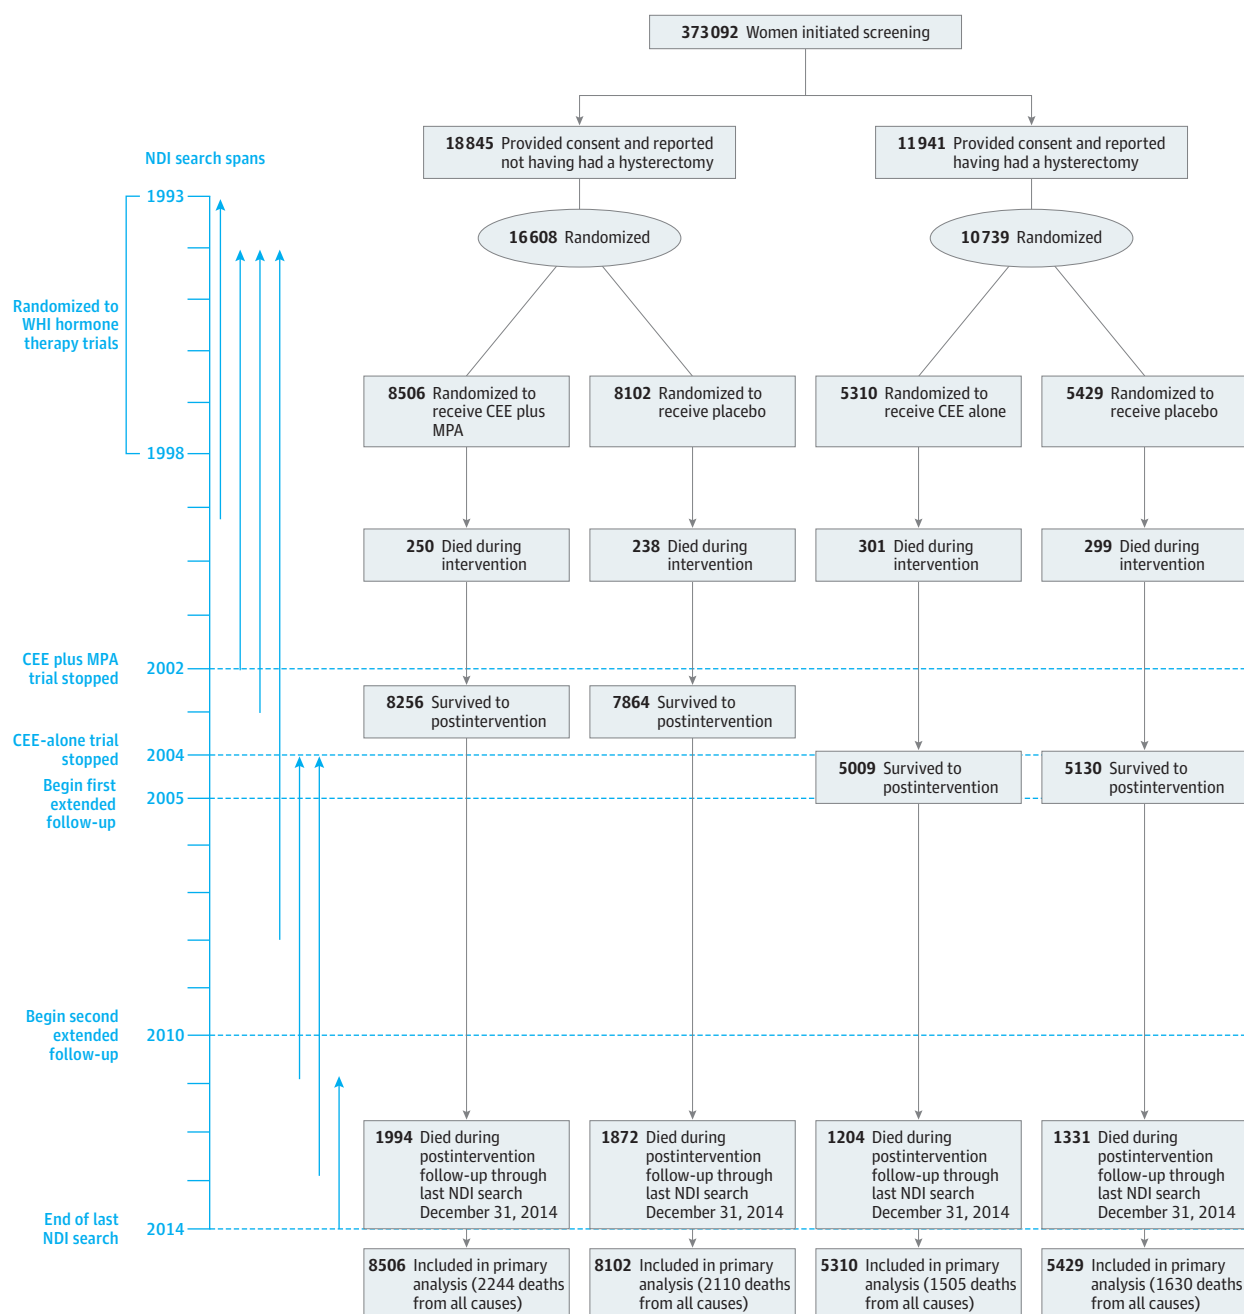 373092 Women initiated screening
18845 Provided consent and reported
not having had a hysterectomy
11941 Provided consent and reported
having had a hysterectomy
NDI search spans
1993
16608 Randomized
10739 Randomized
Randomized to
WHI hormone
therapy trials
8506 Randomized to
receive CEE plus
MPA
8102 Randomized to
receive placebo
5310 Randomized to
receive CEE alone
5429 Randomized to
receive placebo
1998
250 Died during
intervention
238 Died during
intervention
301 Died during
intervention
299 Died during
intervention
CEE plus MPA
trial stopped
2002
8256 Survived to
postintervention
7864 Survived to
postintervention
CEE-alone trial
stopped
2004
5009 Survived to
postintervention
5130 Survived to
postintervention
Begin first
extended
follow-up
2005
Begin second
extended
follow-up
2010
1994 Died during
postintervention
follow-up through
last NDI search
December 31, 2014
1872 Died during
postintervention
follow-up through
last NDI search
December 31, 2014
1204 Died during
postintervention
follow-up through
last NDI search
December 31, 2014
1331 Died during
postintervention
follow-up through
last NDI search
December 31, 2014
End of last
NDI search
2014
8506 Included in primary
analysis (2244 deaths
from all causes)
8102 Included in primary
analysis (2110 deaths
from all causes)
5310 Included in primary
analysis (1505 deaths
from all causes)
5429 Included in primary
analysis (1630 deaths
from all causes)